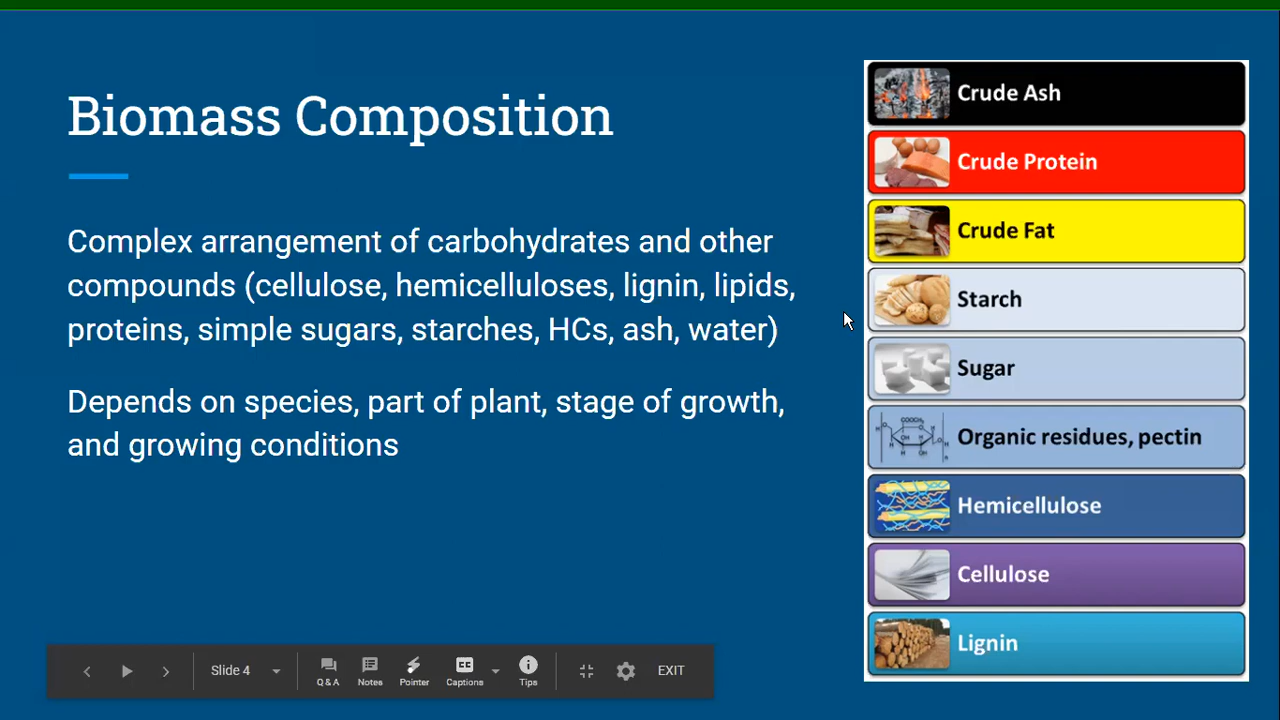 Biomass Composition
Complex arrangement of carbohydrates and other
compounds (cellulose, hemicelluloses, lignin, lipids,
proteins, simple sugars, starches, HCs, ash, water)
Depends on species, part of plant, stage of growth,
and growing conditions
Crude Ash
Crude Protein
Crude Fat
Starch
Sugar
Organic residues, pectin
Hemicellulose
Cellulose
Lignin
Slide 4
Q & A
Notes
Pointer
CC
Captions
Tips
EXIT